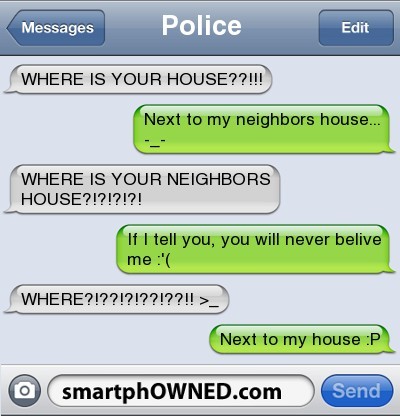 Messages
Police
Edit
WHERE IS YOUR HOUSE??!!!
Next to my neighbors house...
-_-
WHERE IS YOUR NEIGHBORS
HOUSE?!?!?!?!
If I tell you, you will never belive
me :'(
WHERE?!??!?!??!??!! >_
Next to my house :P
smartphOWNED.com
Send